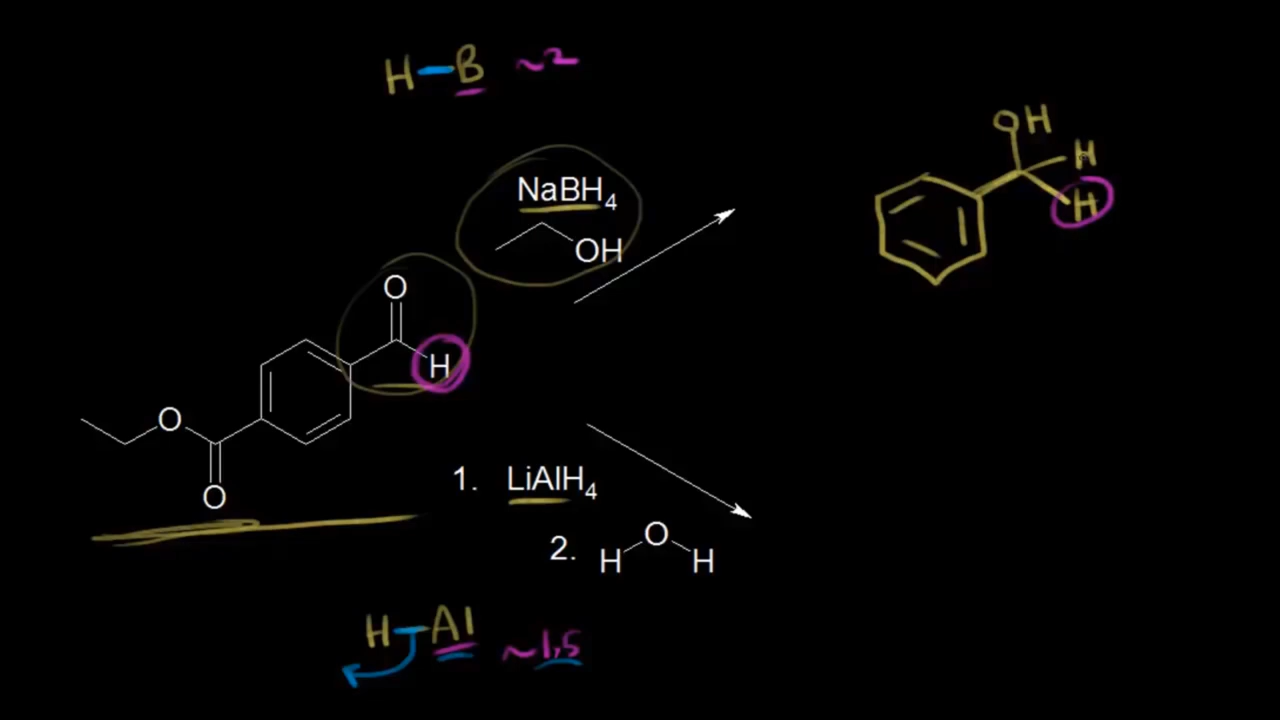 H-B ~2
NaBH4
OH
OH
H
H
O
H
O
O
1. LiAlH4
2. H O H
H-Al ~1,5